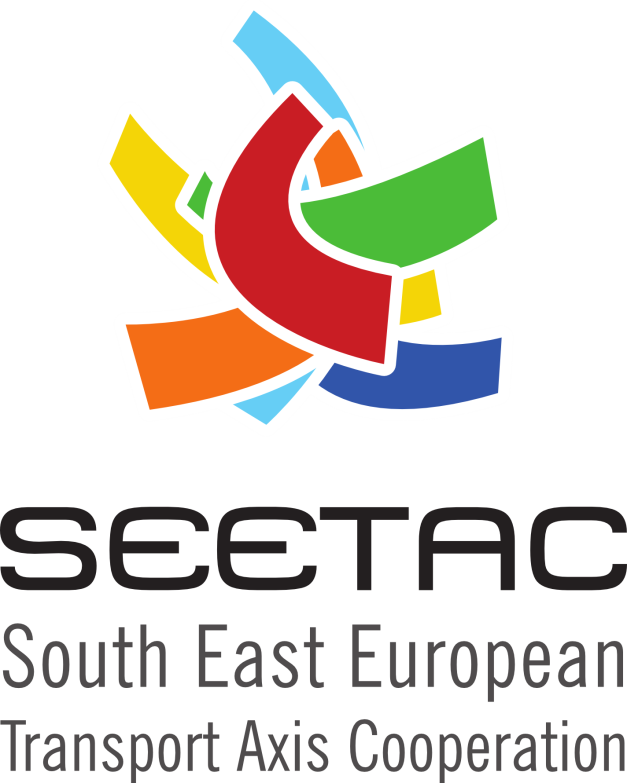 SEETAC
South East European
Transport Axis Cooperation